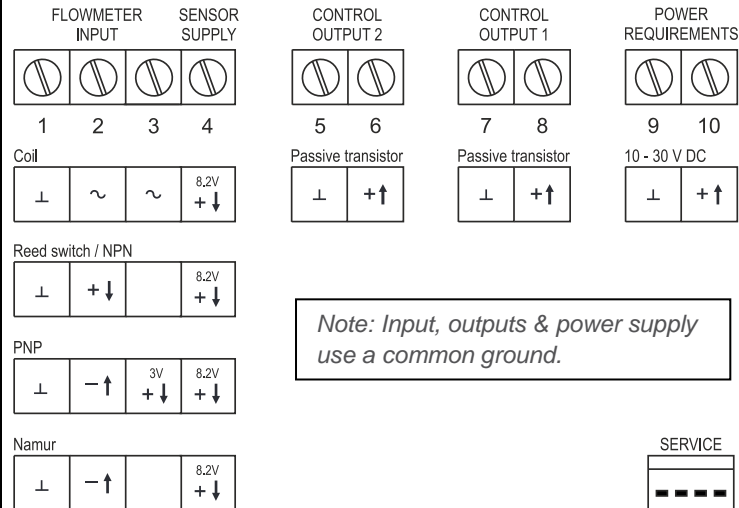 FLOWMETER INPUT
SENSOR SUPPLY
CONTROL OUTPUT 2
CONTROL OUTPUT 1
POWER REQUIREMENTS
1 2 3 4 5 6 7 8 9 10
Coil
Passive transistor
Passive transistor
10 - 30 V DC
⊥ ~ ~ 8.2V +↓
⊥ +↑
⊥ +↑
⊥ +↑
Reed switch / NPN
⊥ +↓ 8.2V +↓
Note: Input, outputs & power supply
use a common ground.
PNP
⊥ −↑ 3V +↓ 8.2V +↓
Namur
⊥ −↑ 8.2V +↓
SERVICE